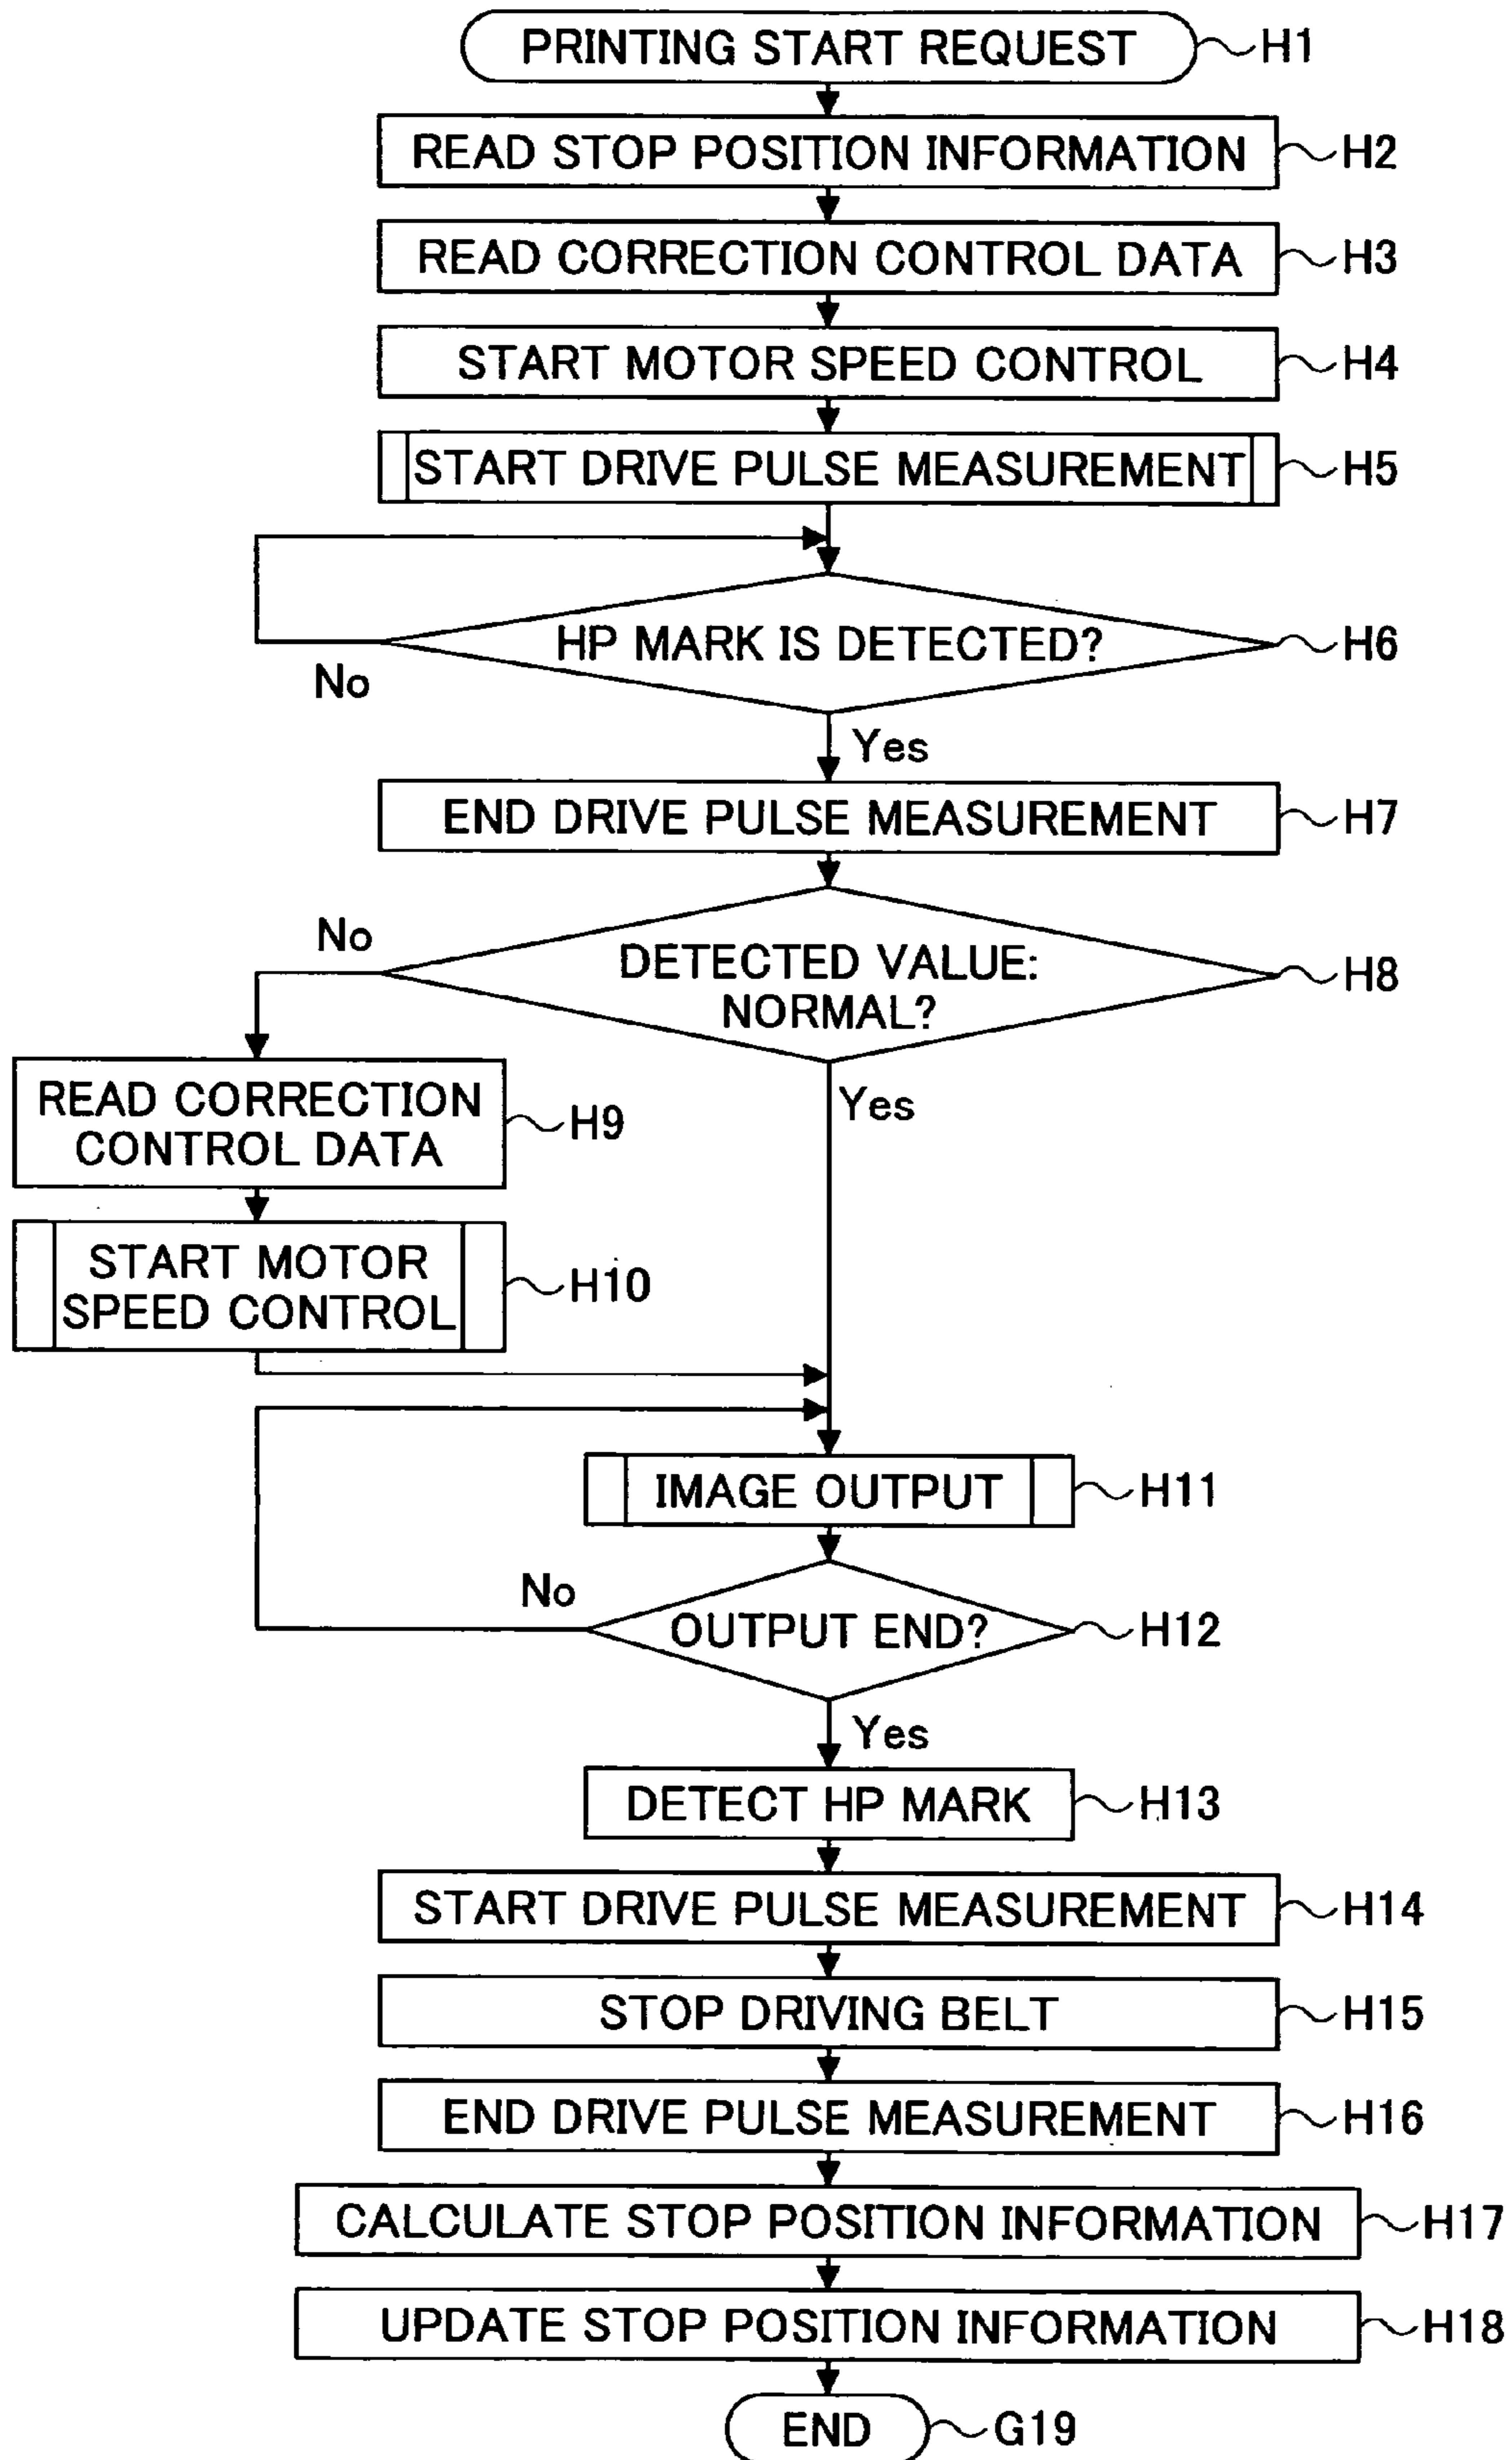 PRINTING START REQUEST H1
READ STOP POSITION INFORMATION H2
READ CORRECTION CONTROL DATA H3
START MOTOR SPEED CONTROL H4
START DRIVE PULSE MEASUREMENT H5
HP MARK IS DETECTED? H6
No
Yes
END DRIVE PULSE MEASUREMENT H7
No
DETECTED VALUE:
NORMAL? H8
READ CORRECTION
CONTROL DATA H9
Yes
START MOTOR
SPEED CONTROL H10
IMAGE OUTPUT H11
No
OUTPUT END? H12
Yes
DETECT HP MARK H13
START DRIVE PULSE MEASUREMENT H14
STOP DRIVING BELT H15
END DRIVE PULSE MEASUREMENT H16
CALCULATE STOP POSITION INFORMATION H17
UPDATE STOP POSITION INFORMATION H18
END G19